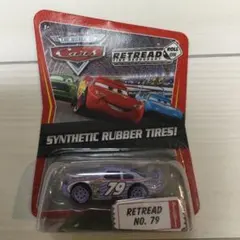 Cars
RETREAD
SYNTHETIC RUBBER TIRES!
79
RETREAD
NO. 79